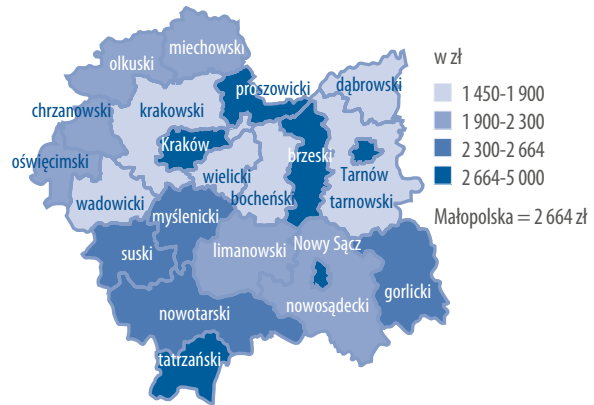 miechowski
olkuski
proszowicki
dąbrowski
chrzanowski
krakowski
Kraków
oświęcimski
wielicki
brzeski
Tarnów
wadowicki
bocheński
tarnowski
myślenicki
suski
limanowski
Nowy Sącz
nowosądecki
gorlicki
nowotarski
tatrzański
w zł
1 450-1 900
1 900-2 300
2 300-2 664
2 664-5 000
Małopolska = 2 664 zł